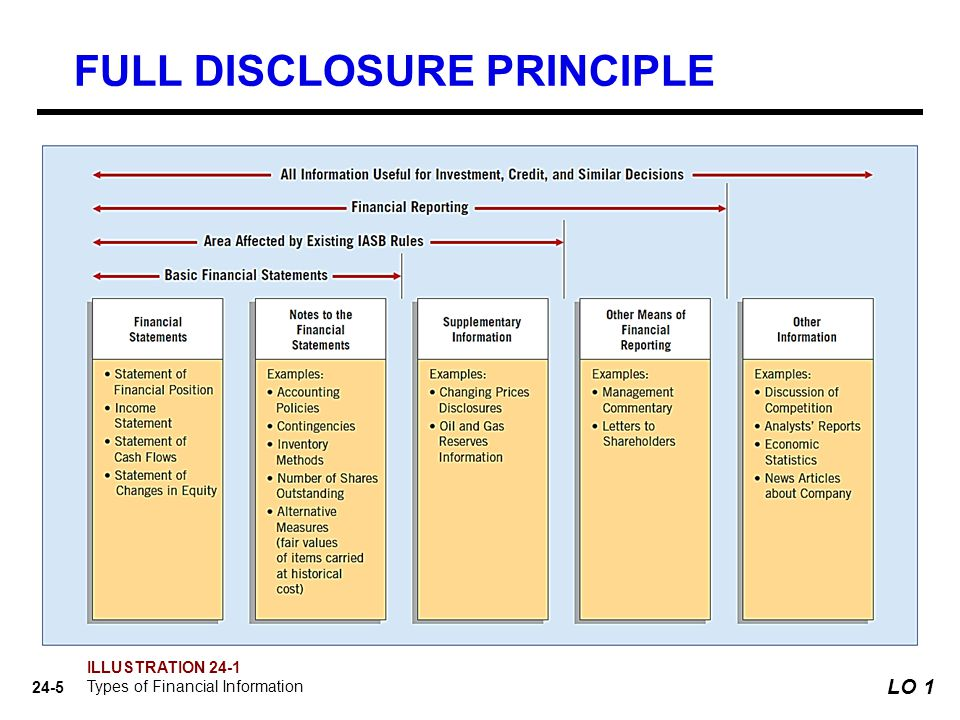 FULL DISCLOSURE PRINCIPLE
All Information Useful for Investment, Credit, and Similar Decisions
Financial Reporting
Area Affected by Existing IASB Rules
Basic Financial Statements
Financial
Statements
• Statement of
Financial Position
• Income
Statement
• Statement of
Cash Flows
• Statement of
Changes in Equity
Notes to the
Financial
Statements
Examples:
• Accounting
Policies
• Contingencies
• Inventory
Methods
• Number of Shares
Outstanding
• Alternative
Measures
(fair values
of items carried
at historical
cost)
Supplementary
Information
Examples:
• Changing Prices
Disclosures
• Oil and Gas
Reserves
Information
Other Means of
Financial
Reporting
Examples:
• Management
Commentary
• Letters to
Shareholders
Other
Information
Examples:
• Discussion of
Competition
• Analysts' Reports
• Economic
Statistics
• News Articles
about Company
ILLUSTRATION 24-1
Types of Financial Information
24-5
LO 1